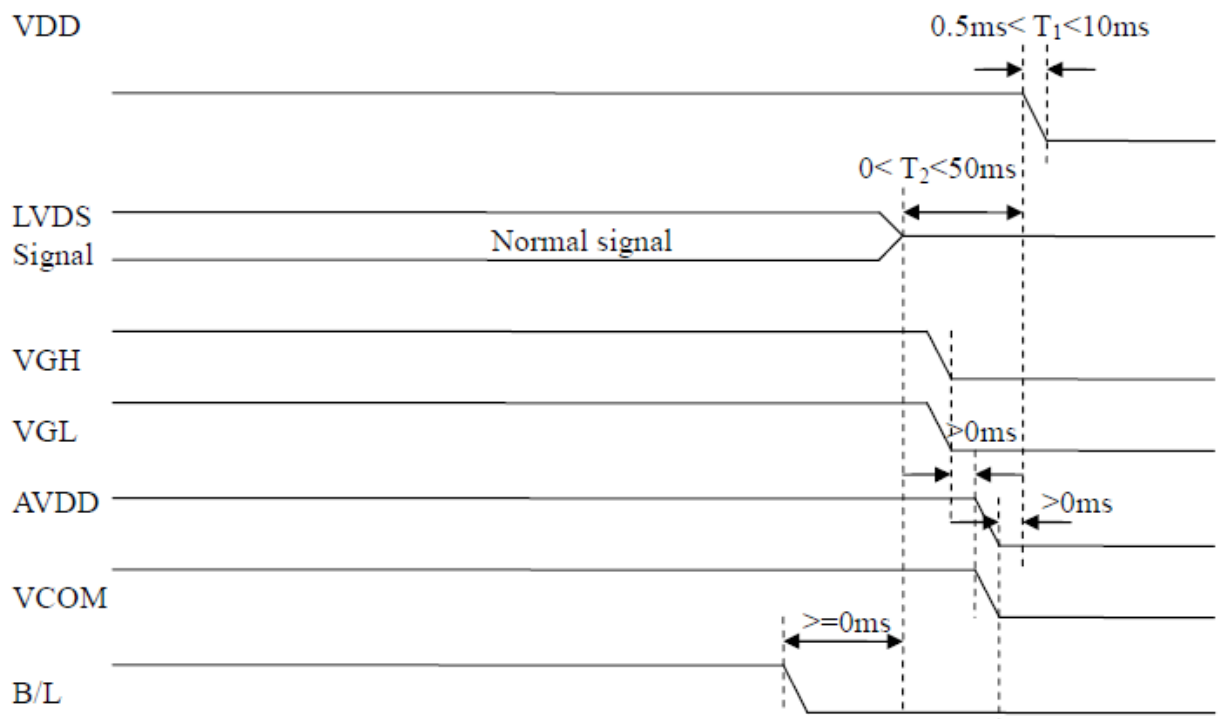 VDD
0.5ms< T₁<10ms
0< T₂<50ms
LVDS
Signal
Normal signal
VGH
VGL
>0ms
AVDD
>0ms
VCOM
>=0ms
B/L